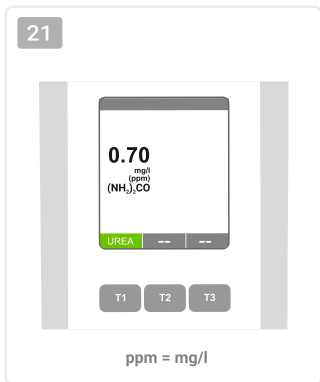 21
0.70
mg/l
(ppm)
(NH₂)₂CO
UREA -- --
T1 T2 T3
ppm = mg/l